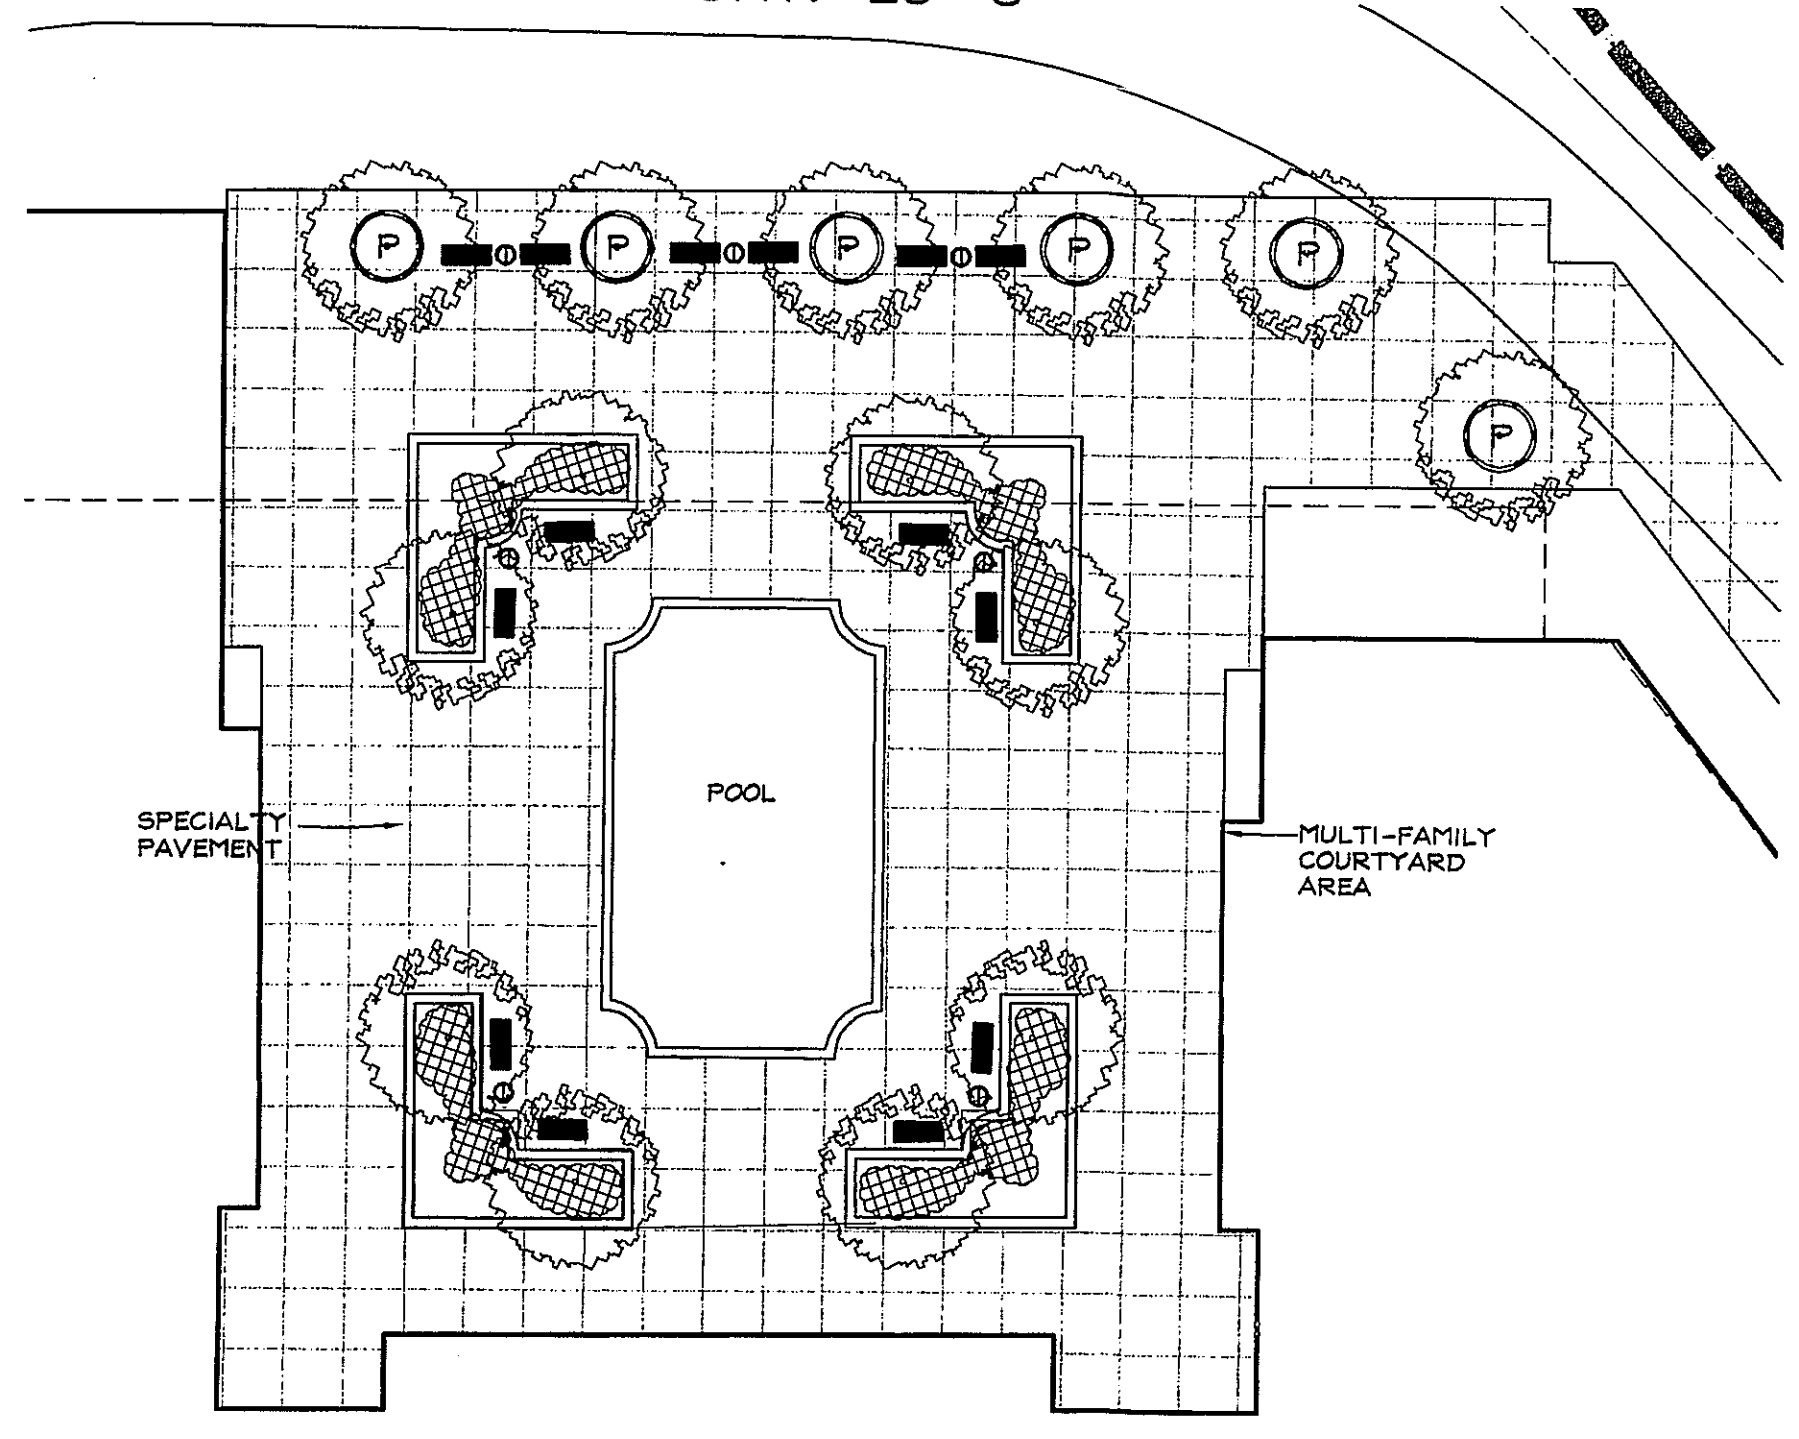 P P P P P
P
POOL
SPECIALTY
PAVEMENT
MULTI-FAMILY
COURTYARD
AREA